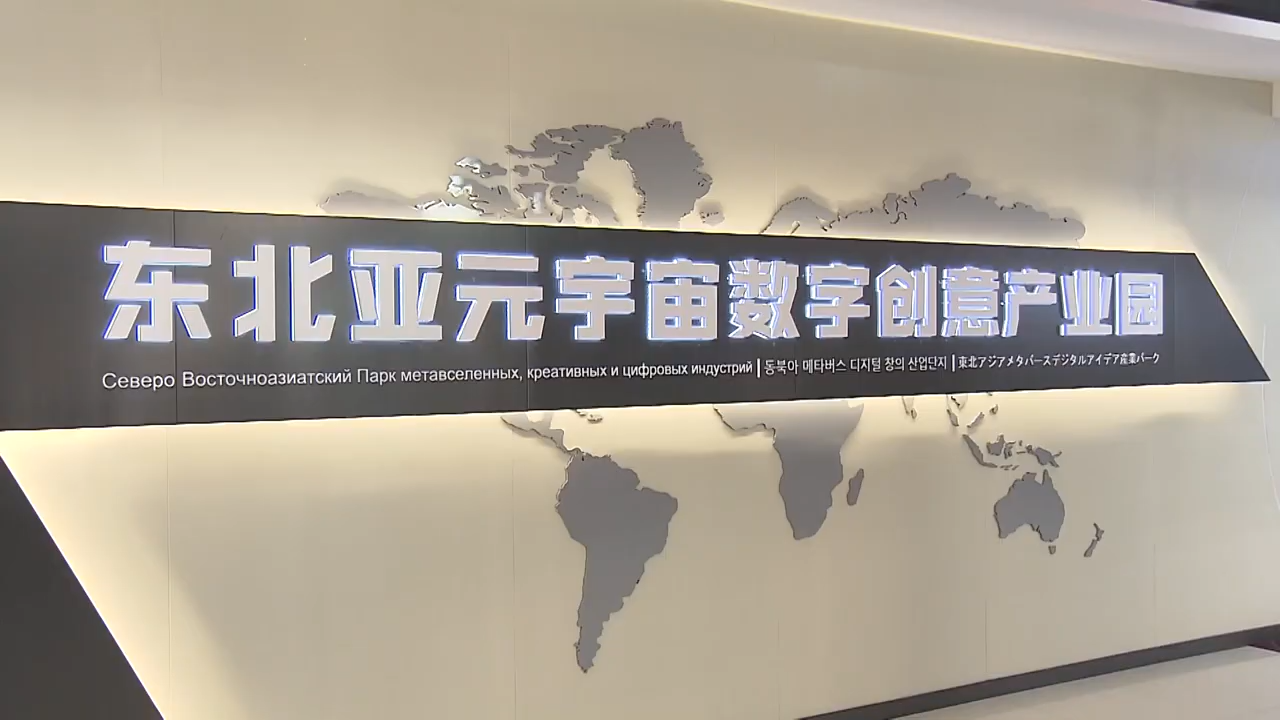 东北亚元宇宙数字创意产业园
Северо Восточноазиатский Парк метавселенных, креативных и цифровых индустрий | 동북아 메타버스 디지털 창의 산업단지 | 東北アジアメタバースデジタルアイデア産業パーク